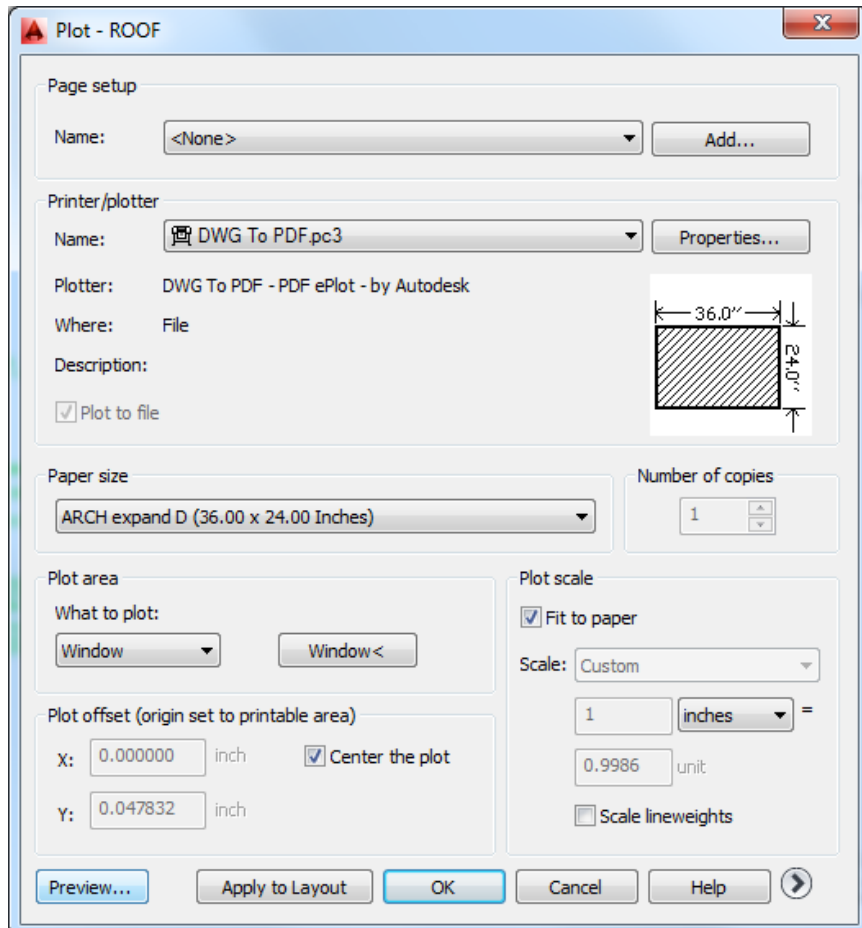 Plot - ROOF
Page setup
Name:
<None>
Add...
Printer/plotter
Name:
DWG To PDF.pc3
Properties...
Plotter:
DWG To PDF - PDF ePlot - by Autodesk
Where:
File
Description:
Plot to file
36.0''
24.0''
Paper size
ARCH expand D (36.00 x 24.00 Inches)
Number of copies
1
Plot area
What to plot:
Window
Window<
Plot offset (origin set to printable area)
X:
0.000000
inch
Center the plot
Y:
0.047832
inch
Plot scale
Fit to paper
Scale:
Custom
1
inches
=
0.9986
unit
Scale lineweights
Preview...
Apply to Layout
OK
Cancel
Help